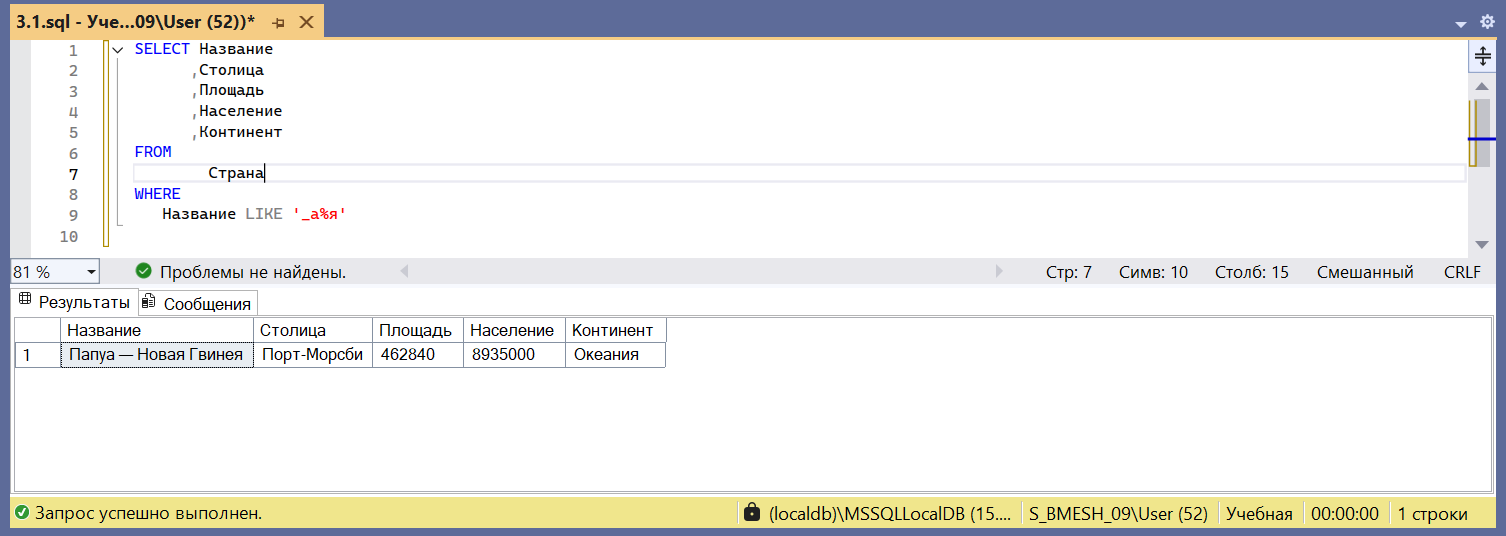 3.1.sql - Уче...09\User (52))*
1 SELECT Название
2 ,Столица
3 ,Площадь
4 ,Население
5 ,Континент
6 FROM
7 Страна
8 WHERE
9 Название LIKE '_а%я'
10
81 % Проблемы не найдены. Стр: 7 Симв: 10 Столб: 15 Смешанный CRLF
Результаты Сообщения
Название Столица Площадь Население Континент
1 Папуа — Новая Гвинея Порт-Морсби 462840 8935000 Океания
Запрос успешно выполнен. (localdb)\MSSQLLocalDB (15.... S_BMESH_09\User (52) Учебная 00:00:00 1 строки